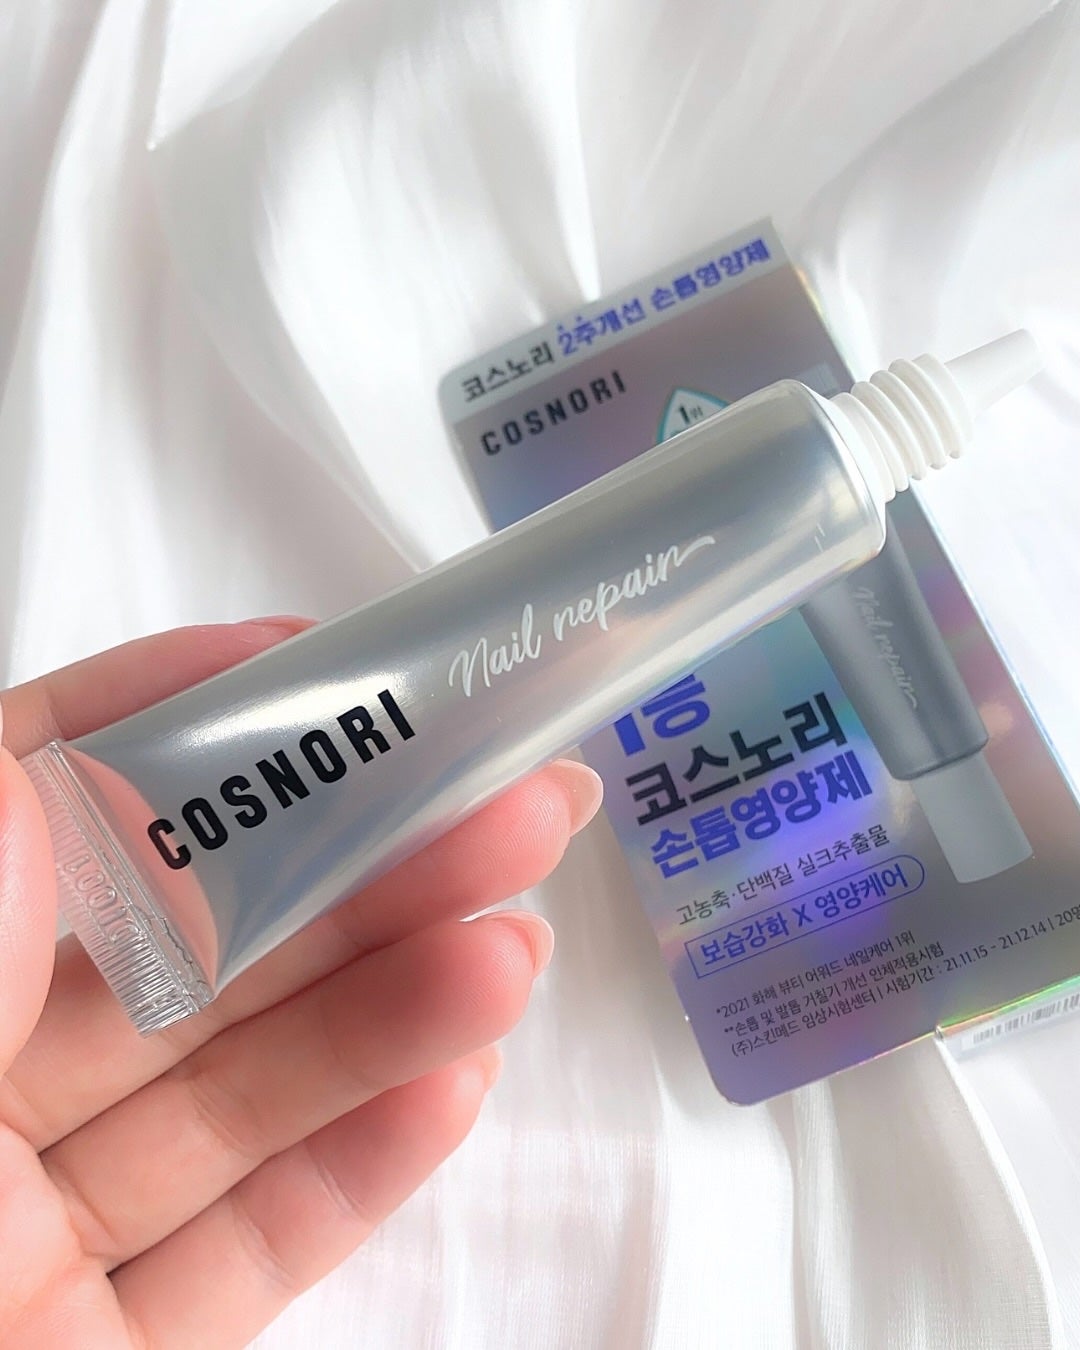 코스노리 2주개선 손톱영양제
COSNORI
1위
Nail repair
COSNORI
Nail repair
1등
코스노리
손톱영양제
고농축·단백질 실크추출물
보습강화 X 영양케어
*2021 화해 뷰티 어워드 네일케어 1위
**손톱 및 발톱 거칠기 개선 인체적용시험
(주)스킨메드 임상시험센터 | 시험기간 : 21.11.15 - 21.12.14 | 20명